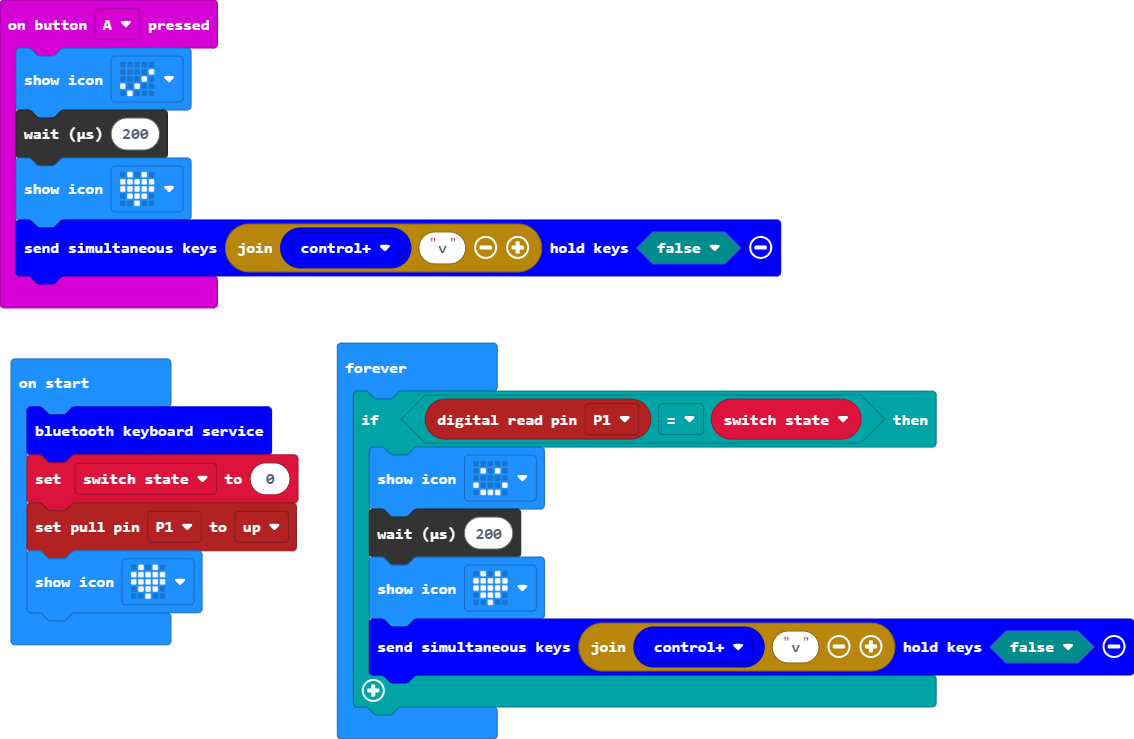 on button A pressed
show icon
wait (µs) 200
show icon
send simultaneous keys join control+ "v" hold keys false
on start
bluetooth keyboard service
set switch state to 0
set pull pin P1 to up
show icon
forever
if digital read pin P1 = switch state then
show icon
wait (µs) 200
show icon
send simultaneous keys join control+ "v" hold keys false